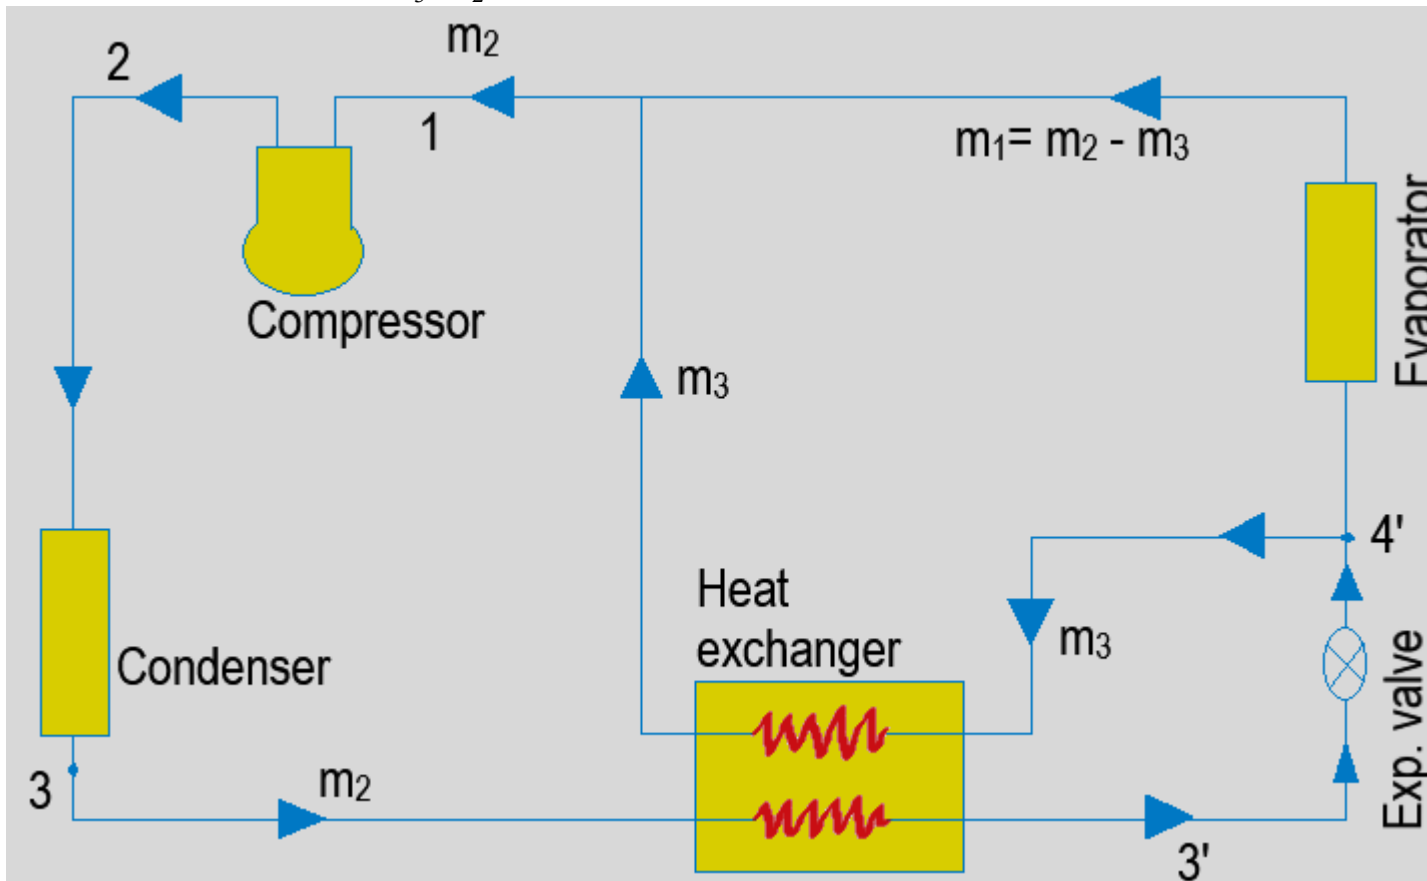 m₂
2
1
m₁= m₂ - m₃
Evaporator
Compressor
m₃
4'
Heat
exchanger
m₃
Condenser
Exp. valve
3
m₂
3'